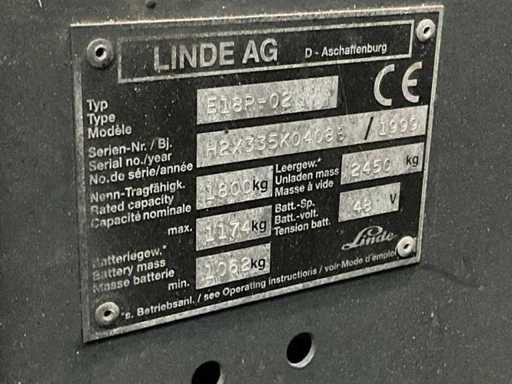 LINDE AG D - Aschaffenburg
Typ
Type
Modèle
E18P-02
CE
Serien-Nr. / Bj.
Serial no./year
No. de série/année
/ 1999
Nenn-Tragfähigk.
Rated capacity
Capacité nominale
1800 kg
Leergew.*
Unladen mass
Masse à vide
2450 kg
max. 1174 kg
Batt.-Sp.
Batt.-volt.
Tension batt.
48 V
Batteriegew.*
Battery mass
Masse batterie
min. 1062 kg
Linde
*s. Betriebsanl. / see Operating instructions / voir Mode d'emploi